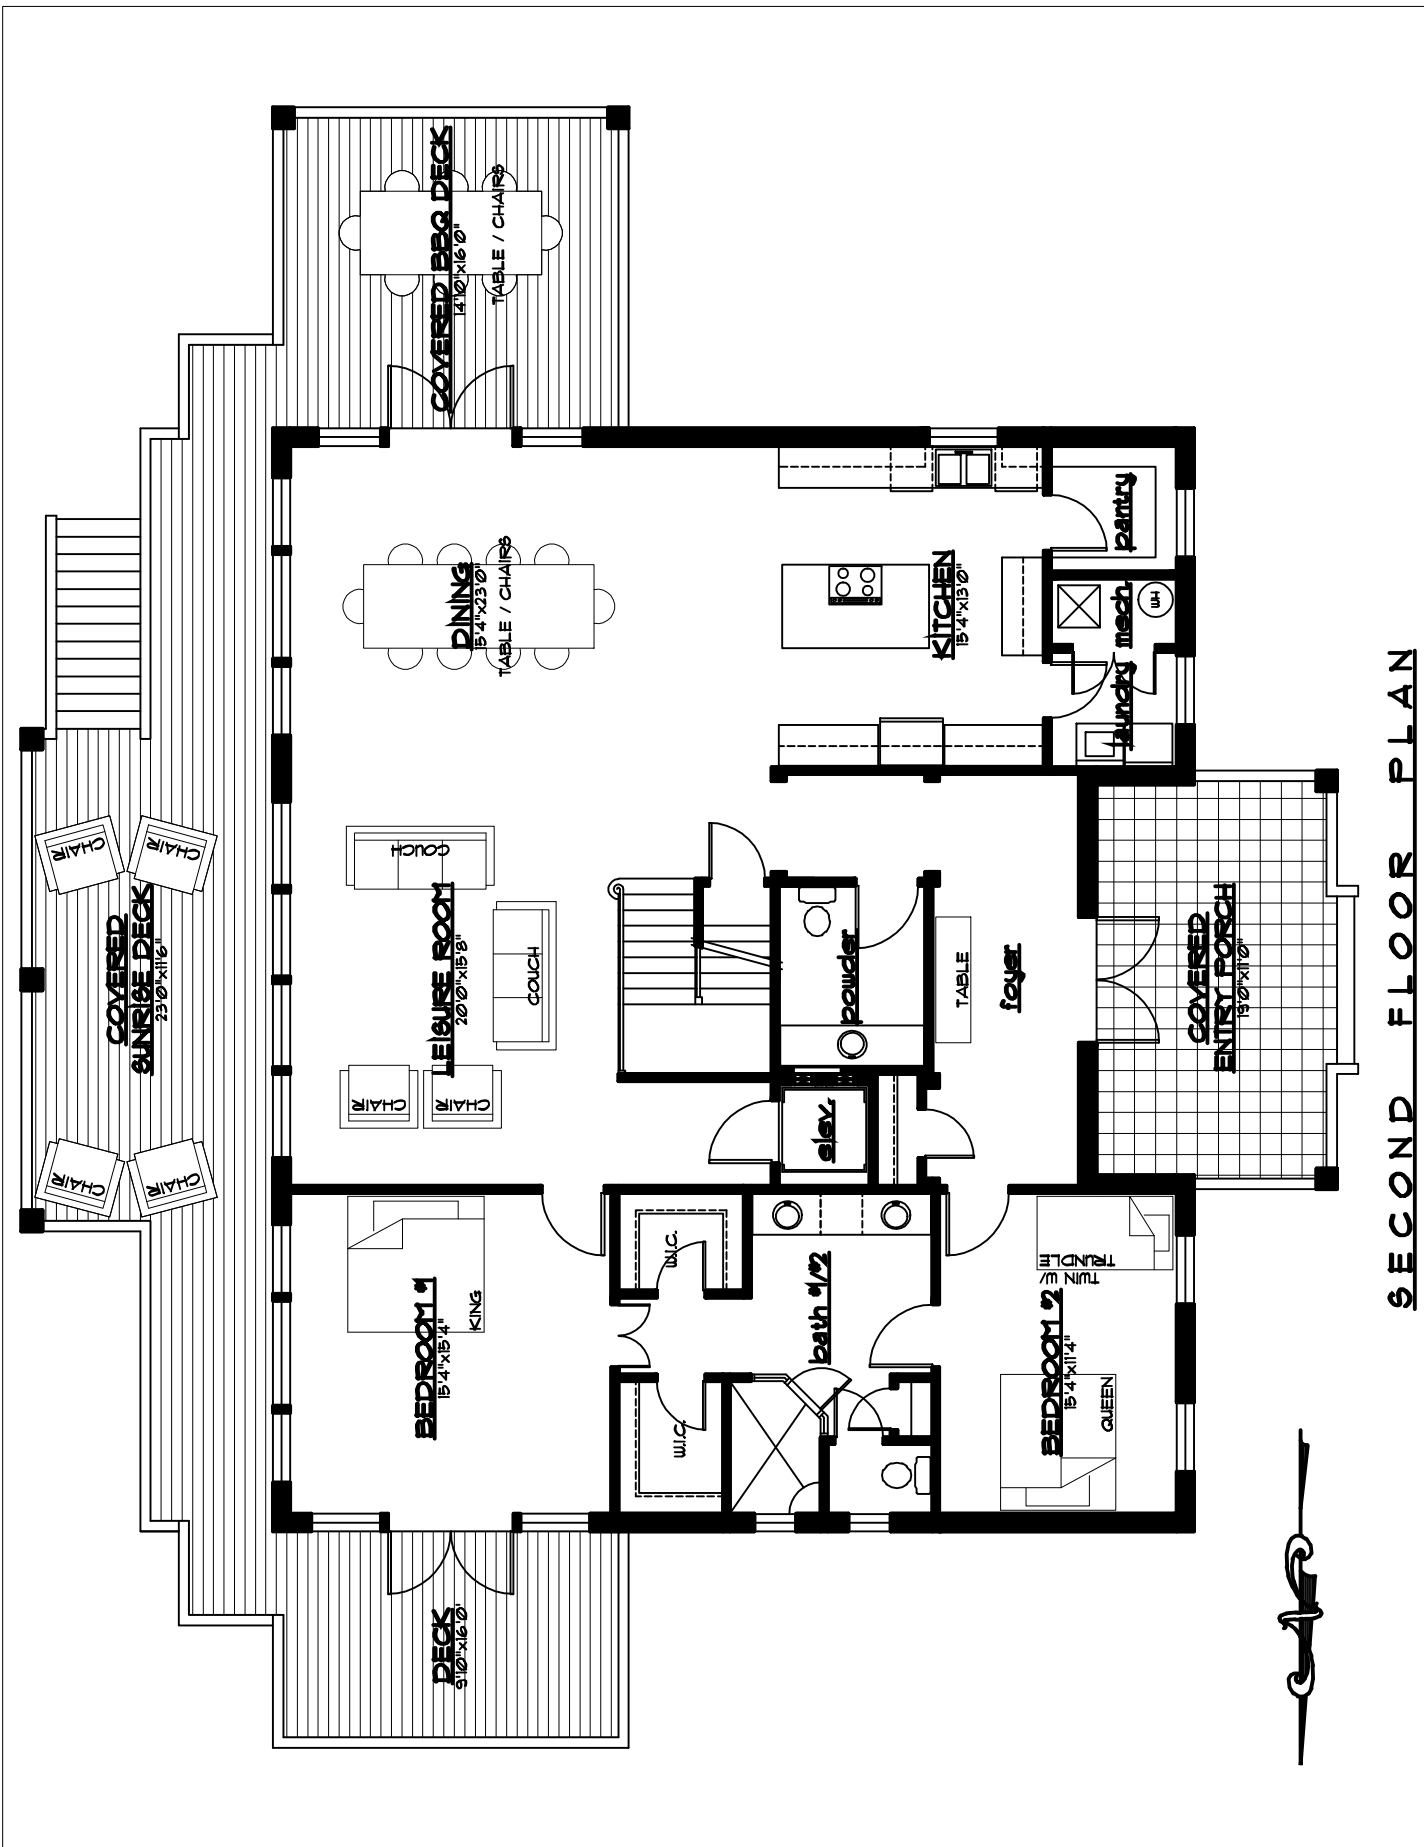 COVERED
SUNRISE DECK
23'0"x11'6"
CHAIR
CHAIR
CHAIR
CHAIR
DECK
9'10"x16'0"
BEDROOM #1
15'4"x15'4"
KING
LEISURE ROOM
20'0"x15'8"
COUCH
COUCH
CHAIR
CHAIR
DINING
15'4"x23'0"
TABLE / CHAIRS
COVERED BBQ DECK
14'10"x16'0"
TABLE / CHAIRS
W.I.C.
W.I.C.
bath #1/#2
elev.
powder
KITCHEN
15'4"x13'0"
BEDROOM #2
15'4"x11'4"
QUEEN
TWIN W/
TRUNDLE
TABLE
foyer
laundry
mech.
WH
pantry
COVERED
ENTRY PORCH
19'0"x11'0"
SECOND FLOOR PLAN